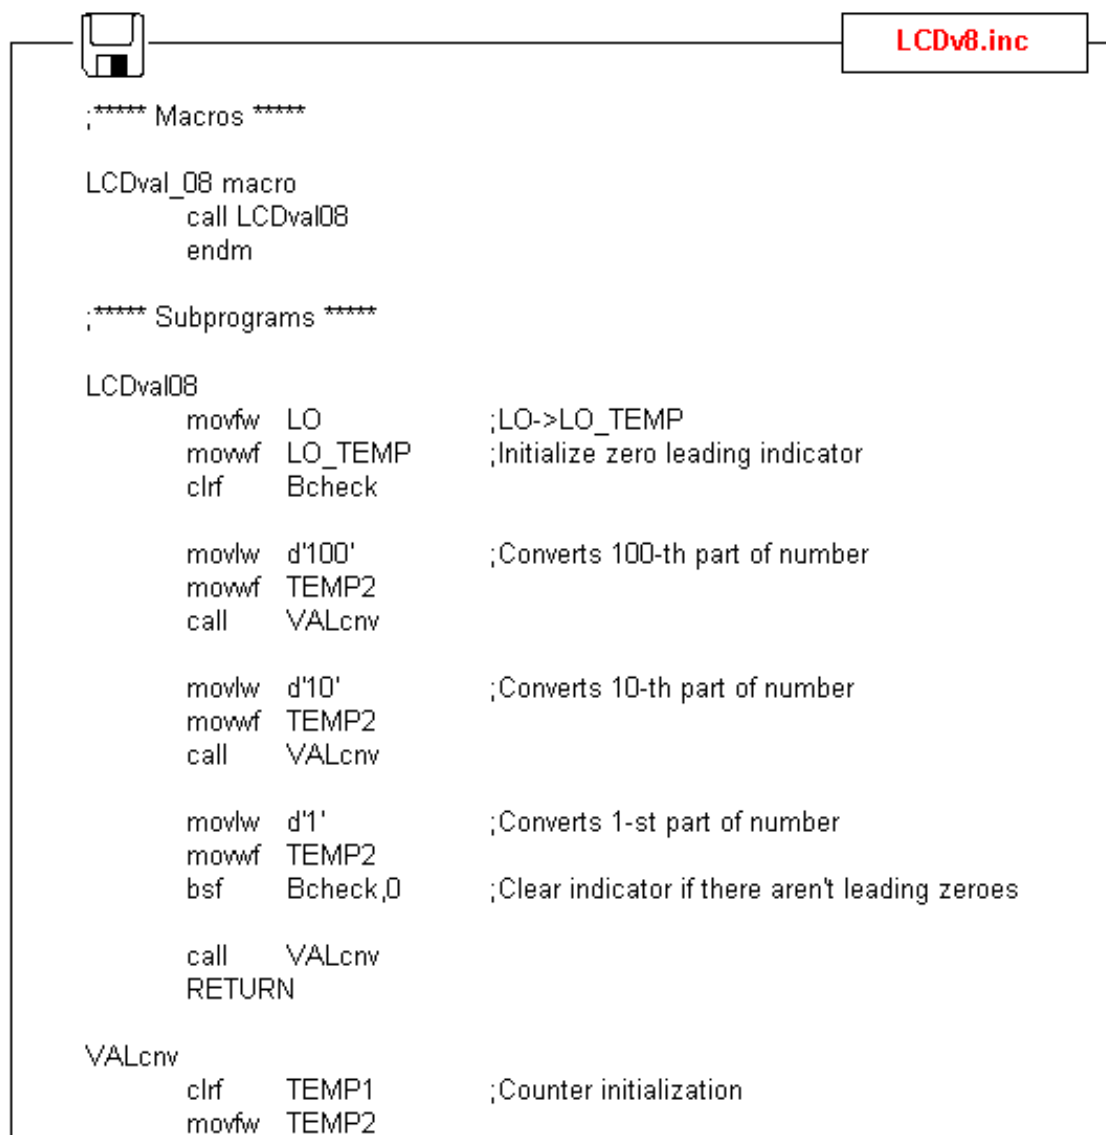 LCDv8.inc
;***** Macros *****
LCDval_08 macro
call LCDval08
endm
;***** Subprograms *****
LCDval08
movfw LO ;LO->LO_TEMP
movwf LO_TEMP ;Initialize zero leading indicator
clrf Bcheck
movlw d'100' ;Converts 100-th part of number
movwf TEMP2
call VALcnv
movlw d'10' ;Converts 10-th part of number
movwf TEMP2
call VALcnv
movlw d'1' ;Converts 1-st part of number
movwf TEMP2
bsf Bcheck,0 ;Clear indicator if there aren't leading zeroes
call VALcnv
RETURN
VALcnv
clrf TEMP1 ;Counter initialization
movfw TEMP2